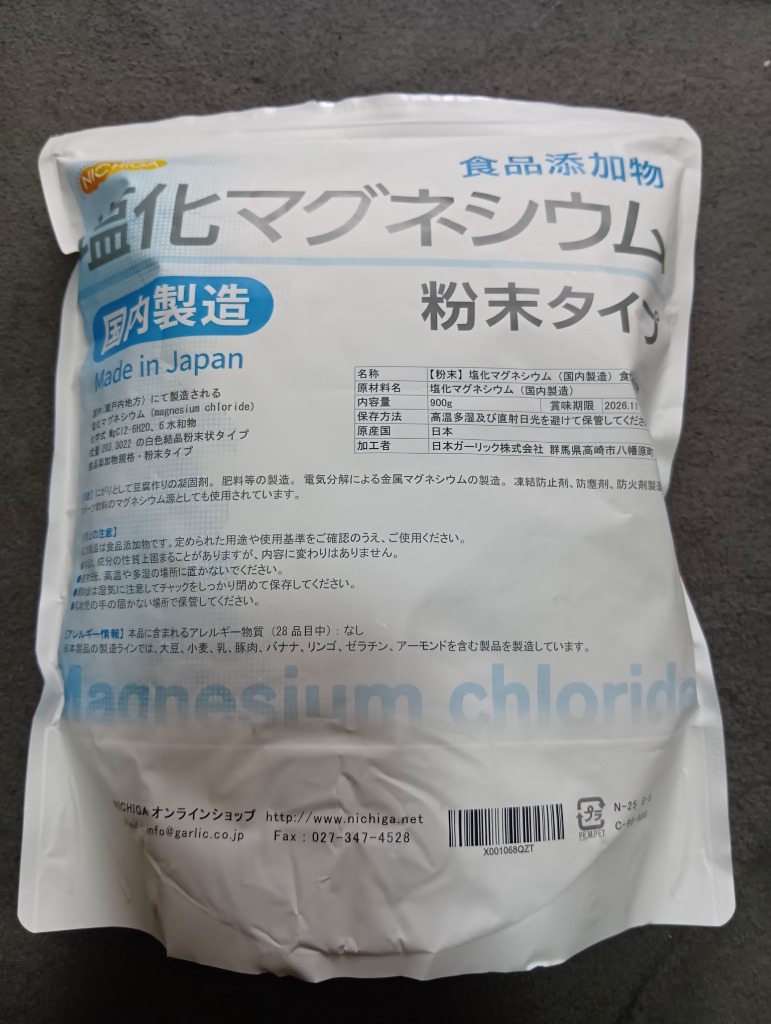 NICHIGA
食品添加物
塩化マグネシウム
国内製造
粉末タイプ
Made in Japan
名称 【粉末】塩化マグネシウム（国内製造）
原材料名 塩化マグネシウム（国内製造）
内容量 900g 賞味期限 2026.11
保存方法 高温多湿及び直射日光を避けて保管してくださ
原産国 日本
加工者 日本ガーリック株式会社 群馬県高崎市八幡原町
（瀬戸内地方）にて製造される
塩化マグネシウム (magnesium chloride)
化学式 MgCl2・6H2O、6水和物
203.3022 の白色結晶粉末状タイプ
食品添加物規格・粉末タイプ
にがりとして豆腐作りの凝固剤。肥料等の製造。電気分解による金属マグネシウムの製造。凍結防止剤、防塵剤、防火剤製造
ーツ飲料のマグネシウム源としても使用されています。
の注意】
品は食品添加物です。定められた用途や使用基準をご確認のうえ、ご使用ください。
成分の性質上固まることがありますが、内容に変わりはありません。
高温や多湿の場所に置かないでください。
は湿気に注意してチャックをしっかり閉めて保存してください。
の手の届かない場所で保管してください。
【アレルギー情報】本品に含まれるアレルギー物質（28品目中）：なし
本製品の製造ラインでは、大豆、小麦、乳、豚肉、バナナ、リンゴ、ゼラチン、アーモンドを含む製品を製造しています。
Magnesium chloride
NICHIGA オンラインショップ http://www.nichiga.net
info@garlic.co.jp Fax : 027-347-4528
X001068QZT
プラ
PE.M.PET
N-25